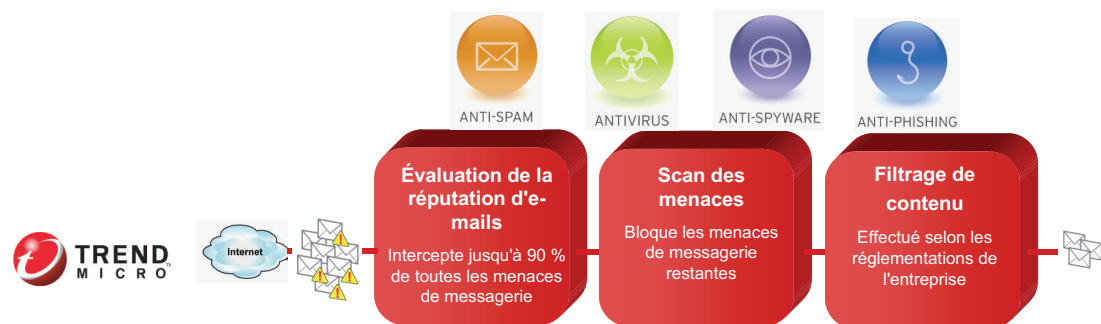 ANTI-SPAM
ANTIVIRUS
ANTI-SPYWARE
ANTI-PHISHING
Évaluation de la
réputation d'e-
mails
Intercepte jusqu'à 90 %
de toutes les menaces
de messagerie
Scan des
menaces
Bloque les menaces
de messagerie
restantes
Filtrage de
contenu
Effectué selon les
réglementations de
l'entreprise
TREND
MICRO
Internet